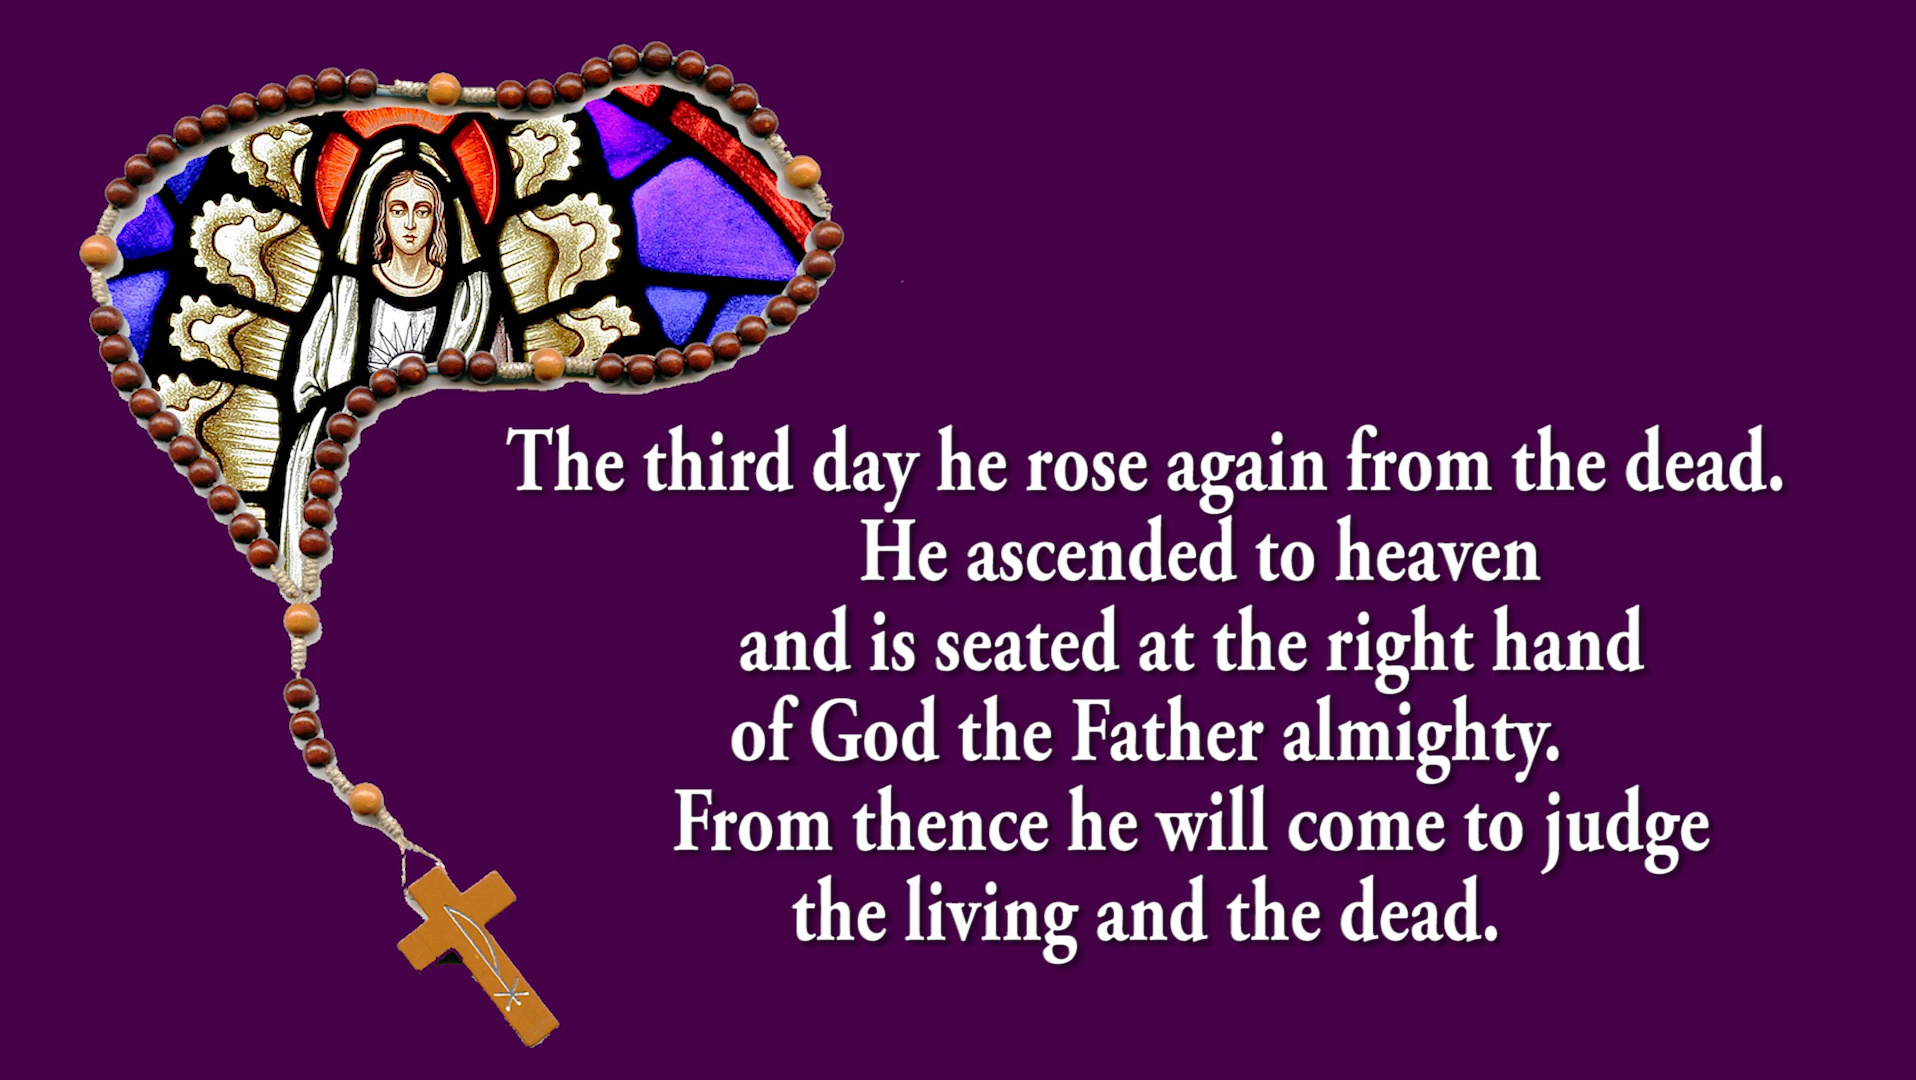 The third day he rose again from the dead.
He ascended to heaven
and is seated at the right hand
of God the Father almighty.
From thence he will come to judge
the living and the dead.